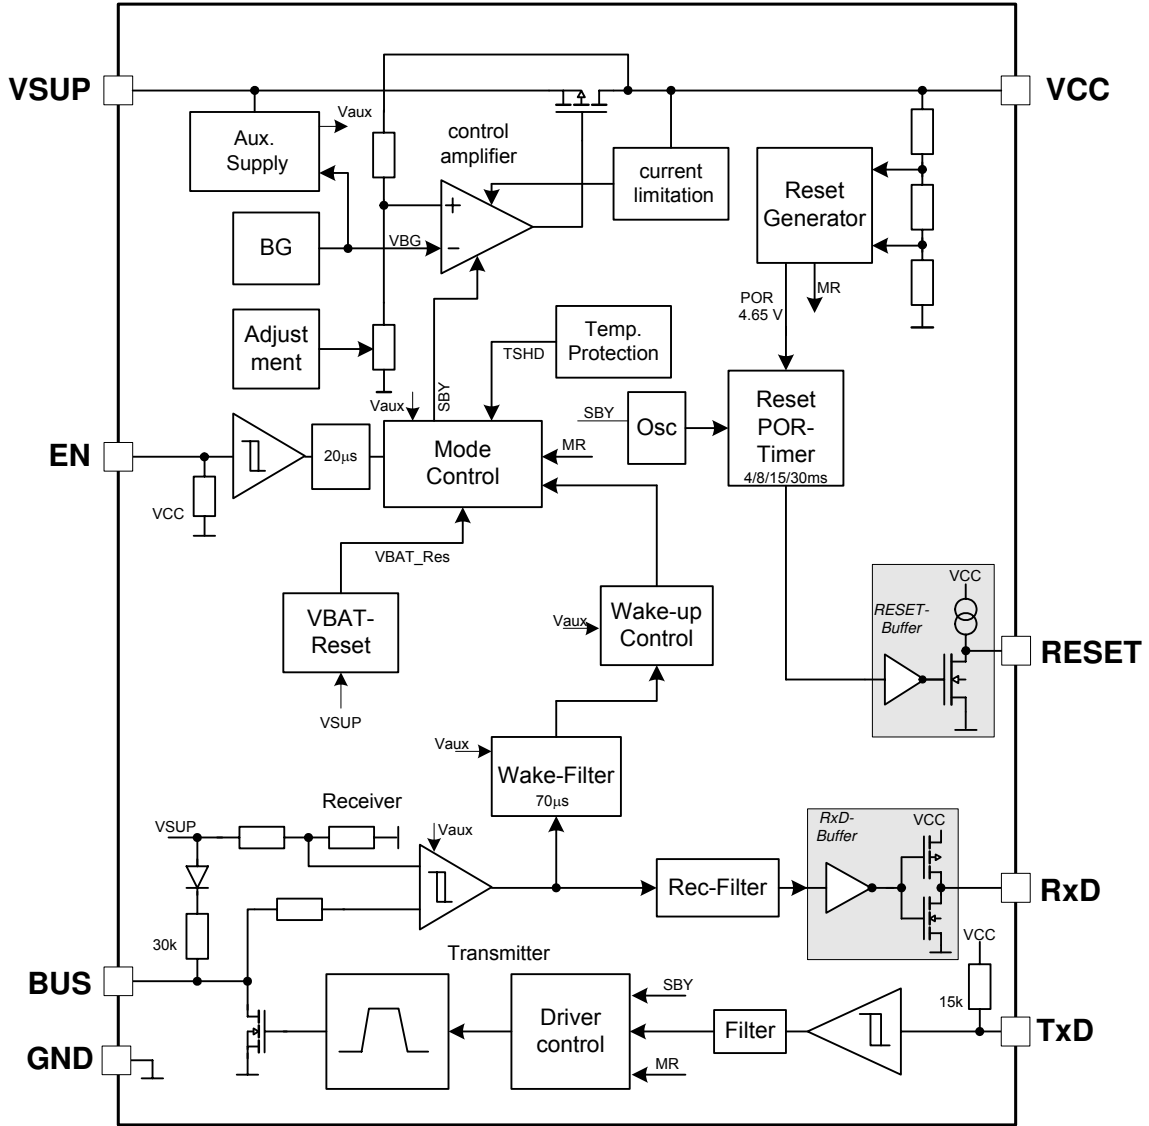 VSUP
VCC
Vaux
Aux.
Supply
control
amplifier
current
limitation
Reset
Generator
+
BG
VBG
−
POR
4.65 V
MR
Adjust
ment
Temp.
Protection
TSHD
Vaux
SBY
SBY
Osc
Reset
POR-
Timer
4/8/15/30ms
EN
20µs
Mode
Control
MR
VCC
VBAT_Res
VBAT-
Reset
VSUP
Vaux
Wake-up
Control
VCC
RESET-
Buffer
RESET
Vaux
Wake-Filter
70µs
Receiver
VSUP
Vaux
RxD-
Buffer
VCC
Rec-Filter
RxD
30k
BUS
Transmitter
VCC
15k
SBY
Driver
control
MR
Filter
TxD
GND